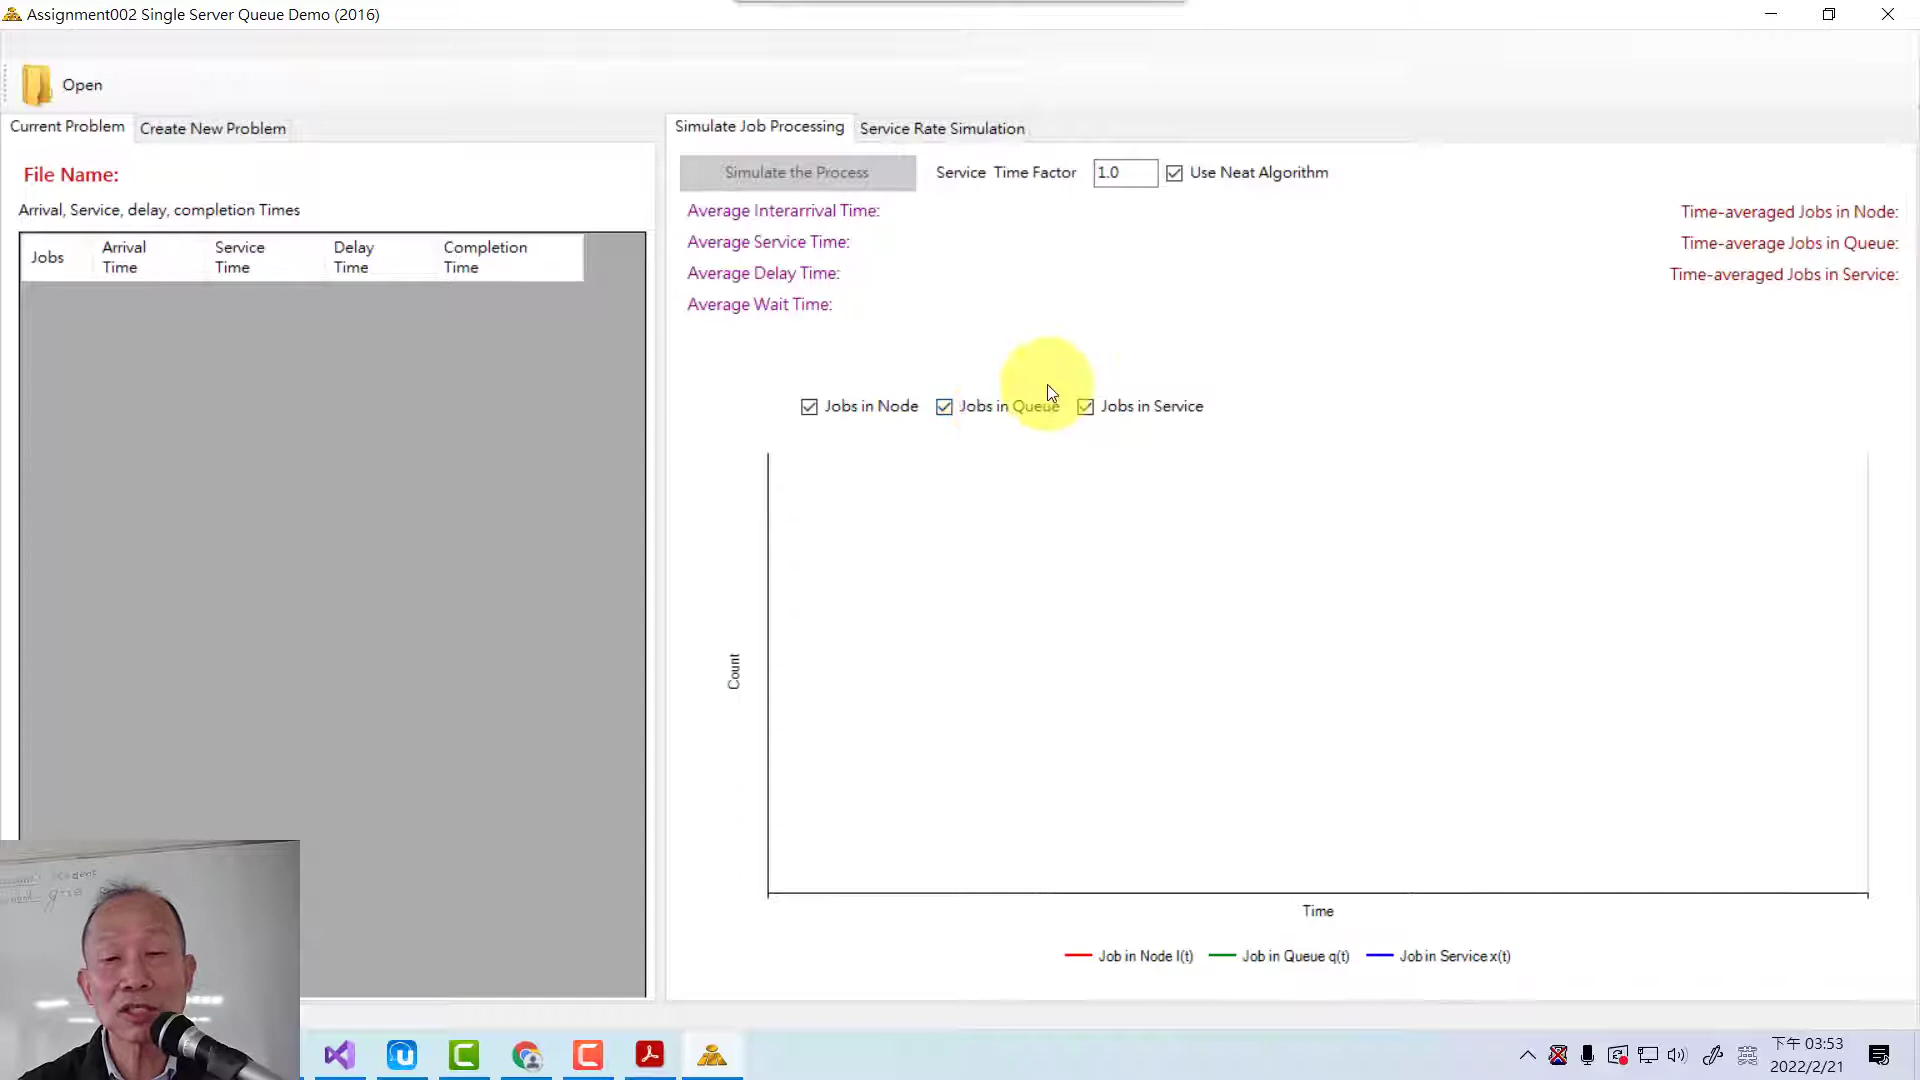 Assignment002 Single Server Queue Demo (2016)
Open
Current Problem
Create New Problem
File Name:
Arrival, Service, delay, completion Times
Jobs
Arrival Time
Service Time
Delay Time
Completion Time
Simulate Job Processing
Service Rate Simulation
Simulate the Process
Service Time Factor
1.0
Use Neat Algorithm
Average Interarrival Time:
Average Service Time:
Average Delay Time:
Average Wait Time:
Time-averaged Jobs in Node:
Time-average Jobs in Queue:
Time-averaged Jobs in Service:
Jobs in Node
Jobs in Queue
Jobs in Service
Count
Time
Job in Node l(t)
Job in Queue q(t)
Job in Service x(t)
英
下午 03:53
2022/2/21